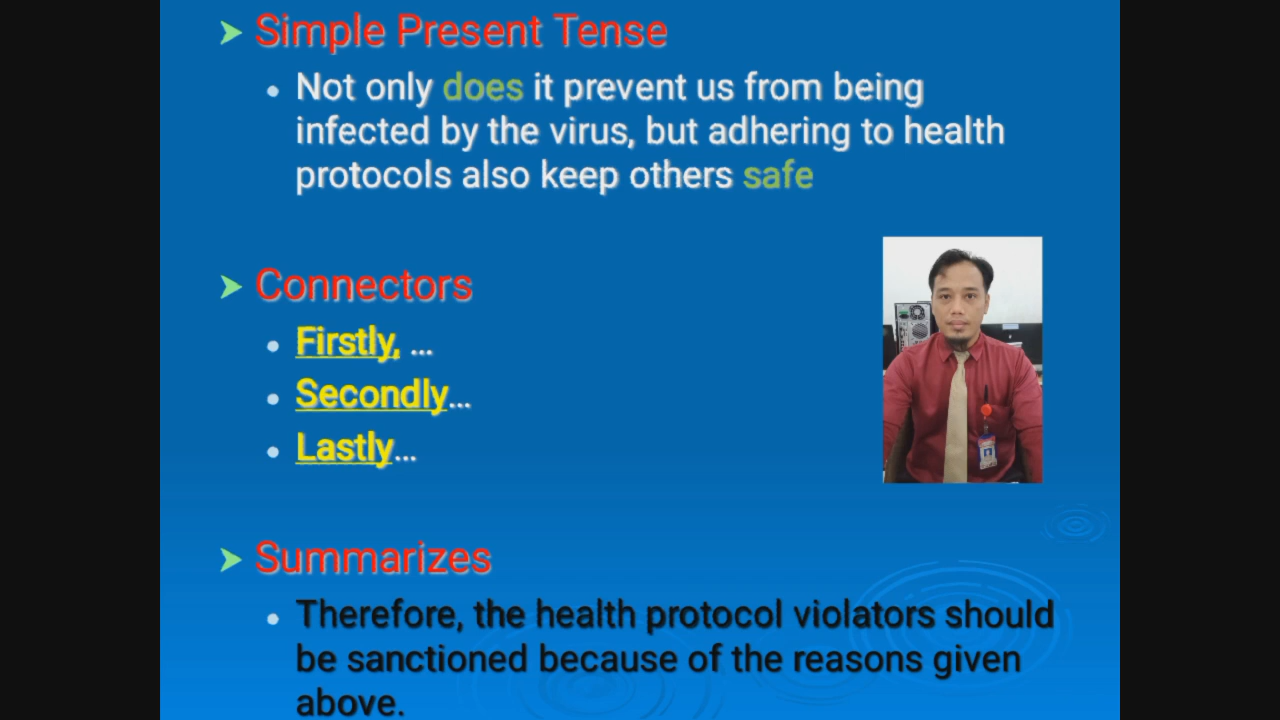 Simple Present Tense
Not only does it prevent us from being
infected by the virus, but adhering to health
protocols also keep others safe
Connectors
Firstly, ...
Secondly...
Lastly...
Summarizes
Therefore, the health protocol violators should
be sanctioned because of the reasons given
above.